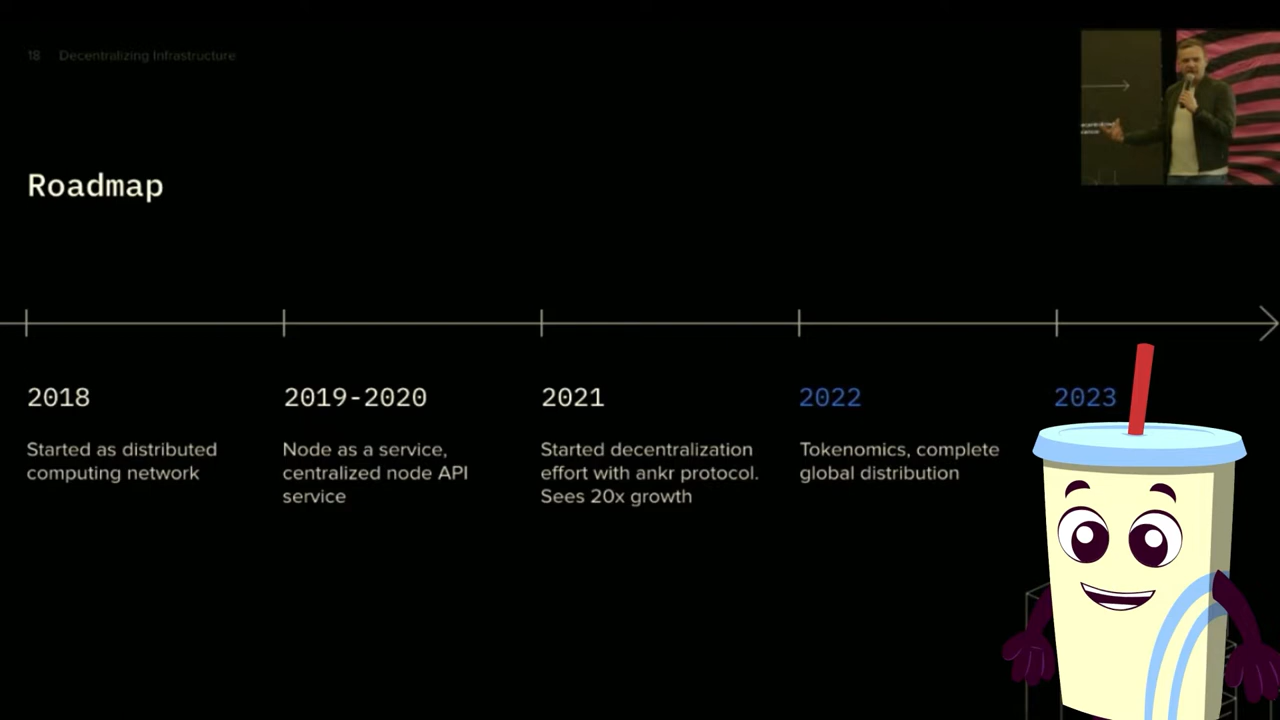 18 Decentralizing Infrastructure
Roadmap
2018
Started as distributed
computing network
2019-2020
Node as a service,
centralized node API
service
2021
Started decentralization
effort with ankr protocol.
Sees 20x growth
2022
Tokenomics, complete
global distribution
2023